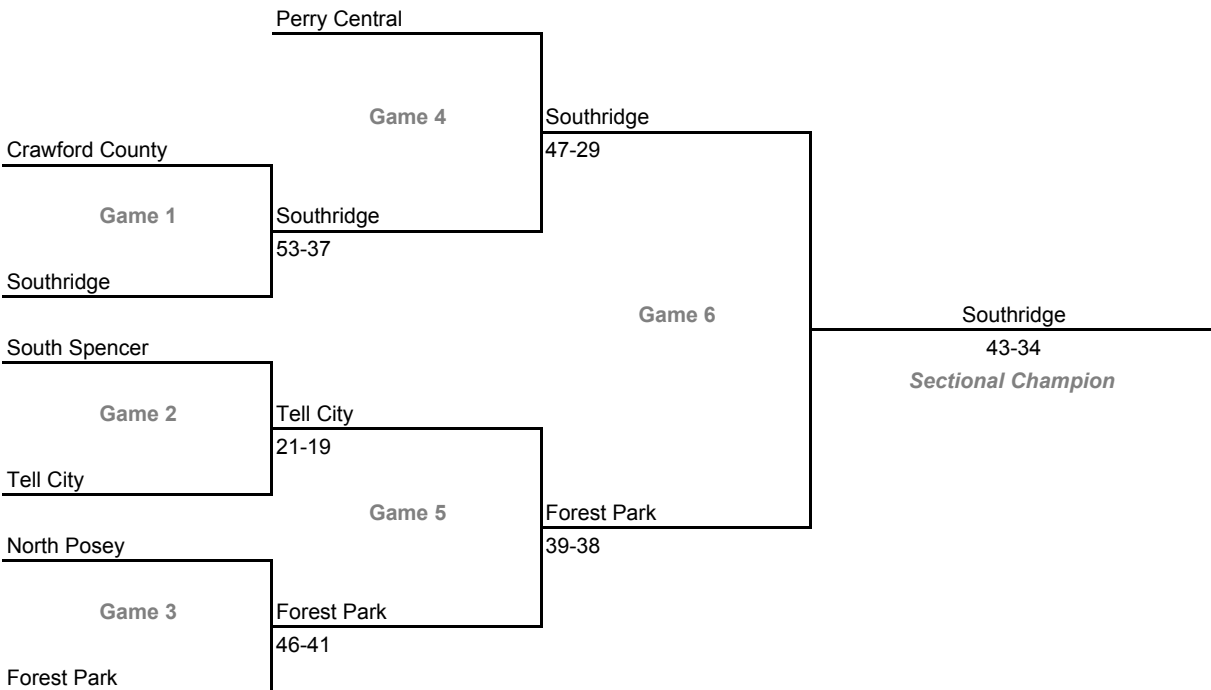 Perry Central
Game 4
Southridge
Crawford County
47-29
Game 1
Southridge
53-37
Southridge
Game 6
Southridge
South Spencer
43-34
Sectional Champion
Game 2
Tell City
21-19
Tell City
Game 5
Forest Park
North Posey
39-38
Game 3
Forest Park
46-41
Forest Park